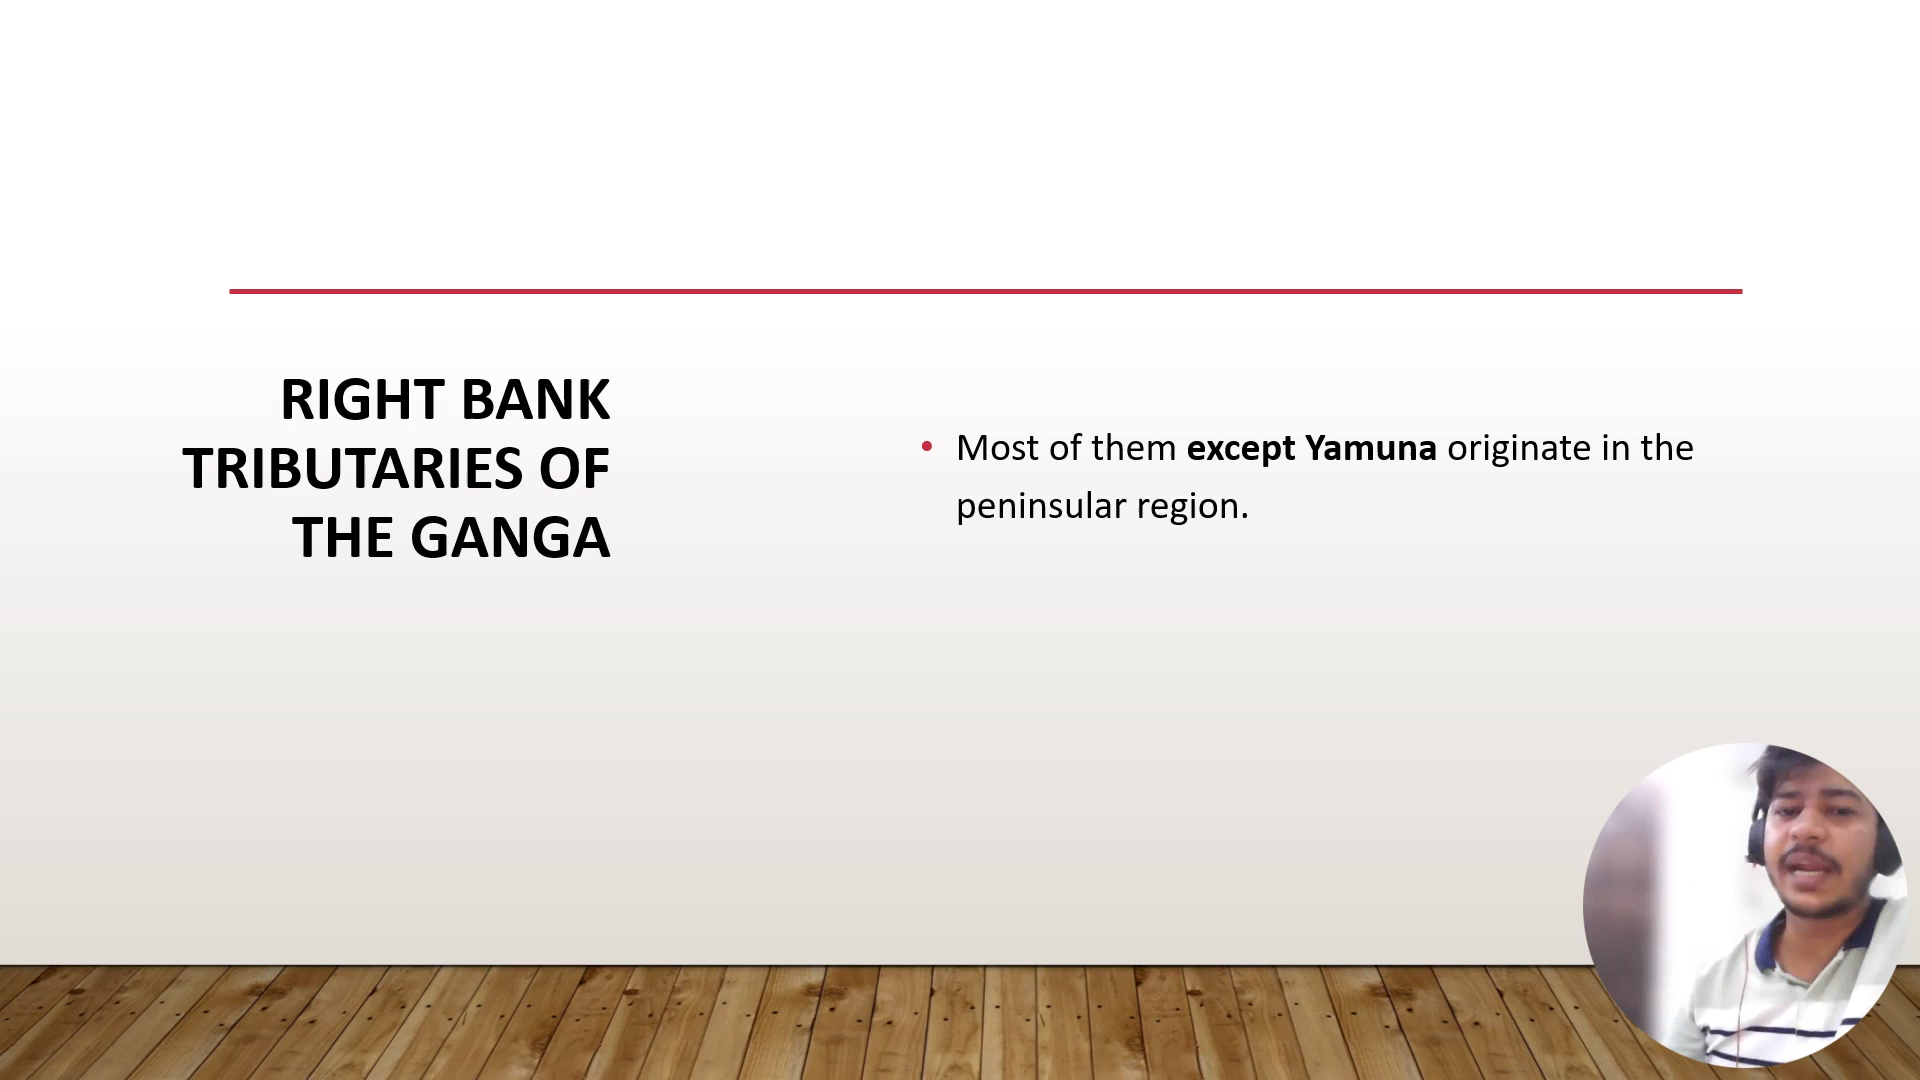 RIGHT BANK
TRIBUTARIES OF
THE GANGA
• Most of them except Yamuna originate in the
peninsular region.